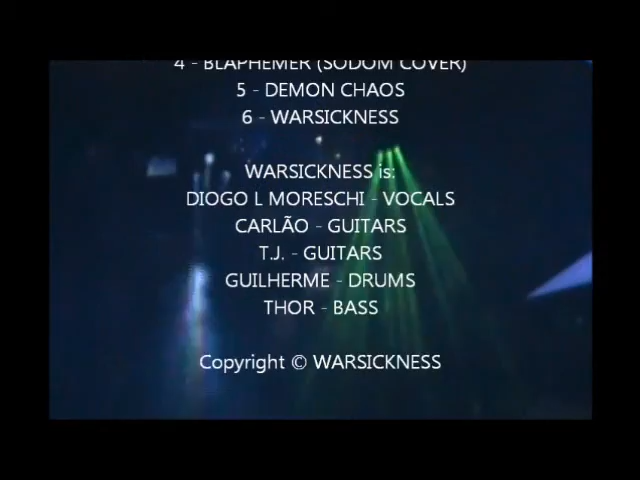 4 - BLAPHEMER (SODOM COVER)
5 - DEMON CHAOS
6 - WARSICKNESS
WARSICKNESS is:
DIOGO L MORESCHI - VOCALS
CARLÃO - GUITARS
T.J. - GUITARS
GUILHERME - DRUMS
THOR - BASS
Copyright © WARSICKNESS